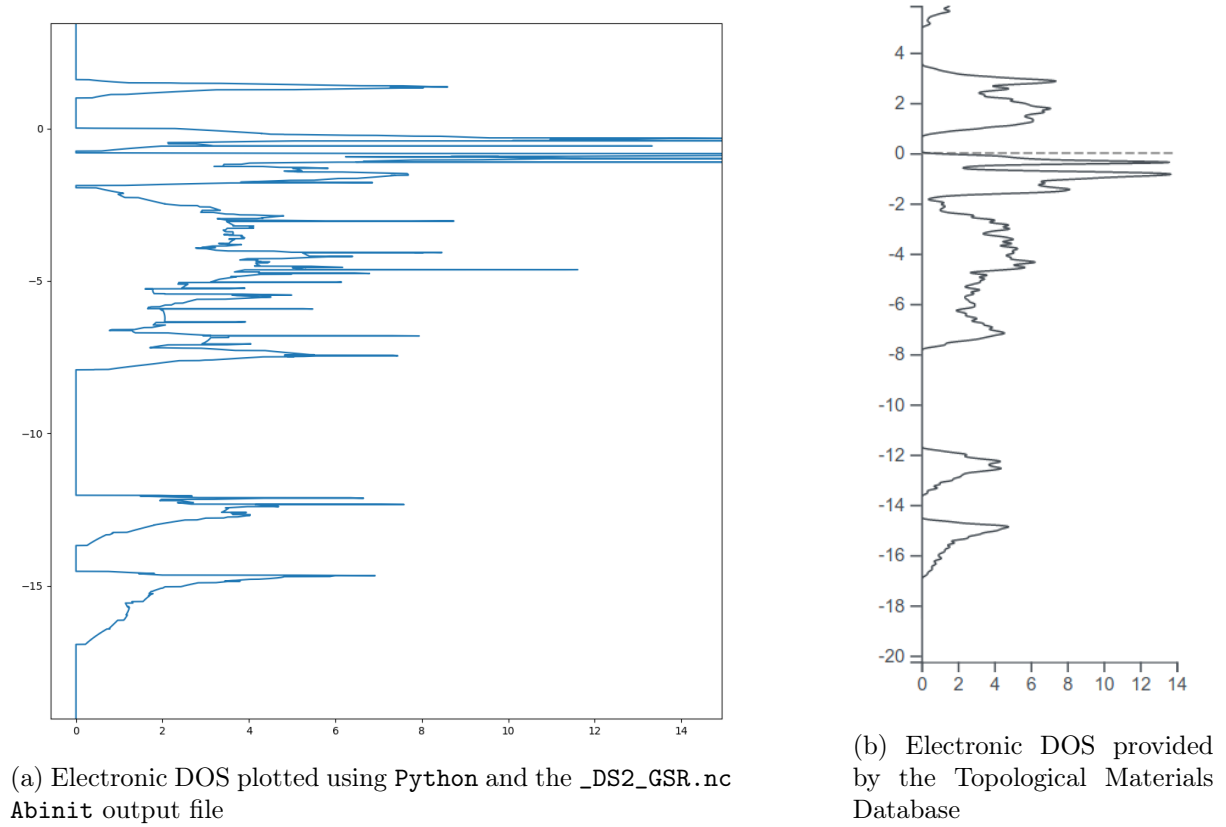 0
−5
−10
−15
0 2 4 6 8 10 12 14
(a) Electronic DOS plotted using Python and the _DS2_GSR.nc
Abinit output file
4
2
0
-2
-4
-6
-8
-10
-12
-14
-16
-18
-20
0 2 4 6 8 10 12 14
(b) Electronic DOS provided
by the Topological Materials
Database